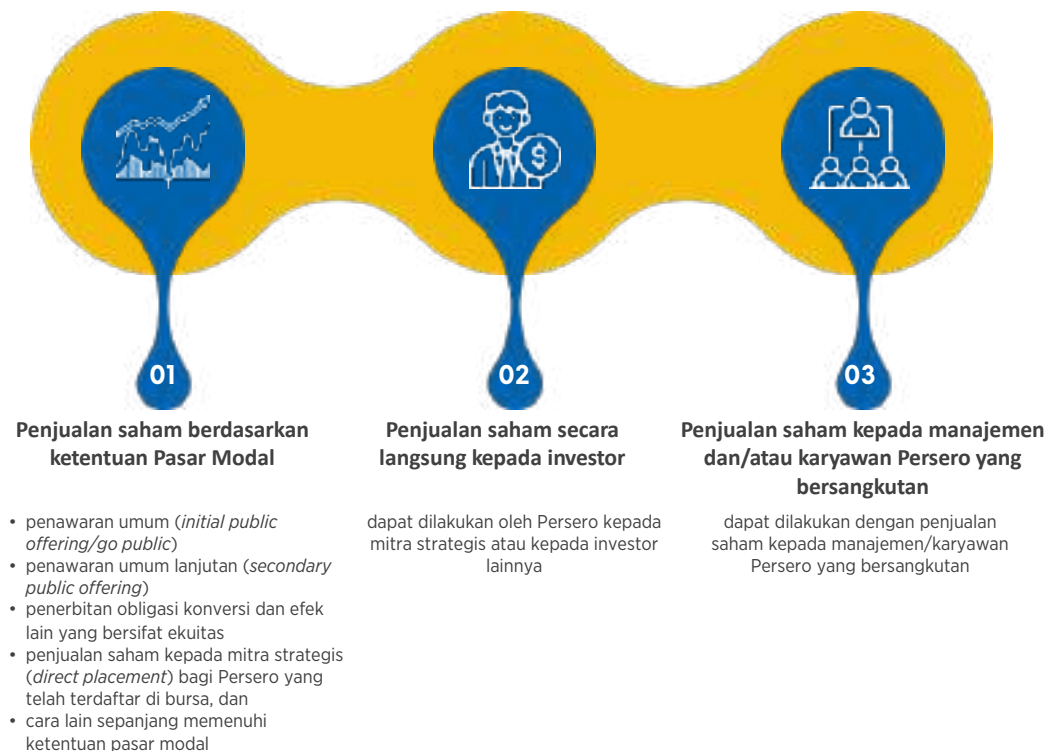 01
Penjualan saham berdasarkan
ketentuan Pasar Modal
• penawaran umum (initial public
offering/go public)
• penawaran umum lanjutan (secondary
public offering)
• penerbitan obligasi konversi dan efek
lain yang bersifat ekuitas
• penjualan saham kepada mitra strategis
(direct placement) bagi Persero yang
telah terdaftar di bursa, dan
• cara lain sepanjang memenuhi
ketentuan pasar modal
$
02
Penjualan saham secara
langsung kepada investor
dapat dilakukan oleh Persero kepada
mitra strategis atau kepada investor
lainnya
03
Penjualan saham kepada manajemen
dan/atau karyawan Persero yang
bersangkutan
dapat dilakukan dengan penjualan
saham kepada manajemen/karyawan
Persero yang bersangkutan